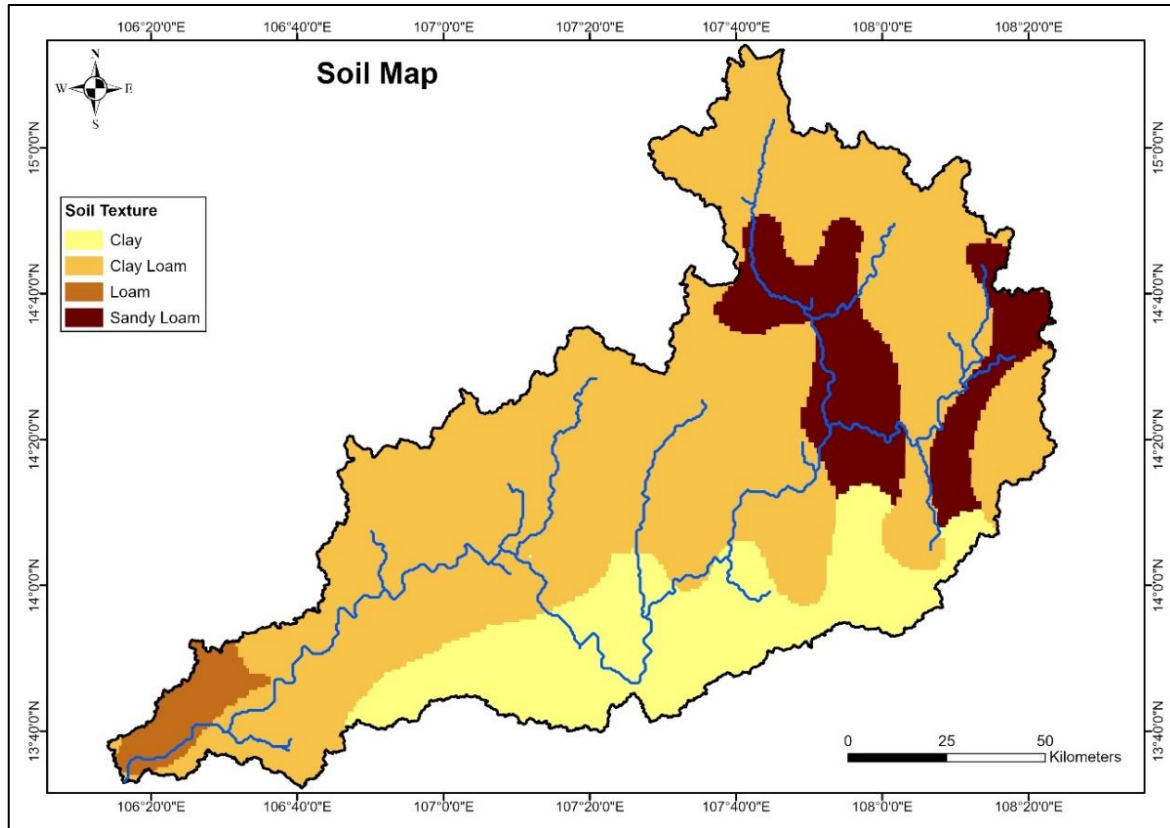 106°20'0"E 106°40'0"E 107°0'0"E 107°20'0"E 107°40'0"E 108°0'0"E 108°20'0"E
N
W E
S
Soil Map
15°0'0"N 15°0'0"N
Soil Texture
Clay
Clay Loam
Loam
Sandy Loam
14°40'0"N 14°40'0"N
14°20'0"N 14°20'0"N
14°0'0"N 14°0'0"N
13°40'0"N 13°40'0"N
0 25 50
Kilometers
106°20'0"E 106°40'0"E 107°0'0"E 107°20'0"E 107°40'0"E 108°0'0"E 108°20'0"E